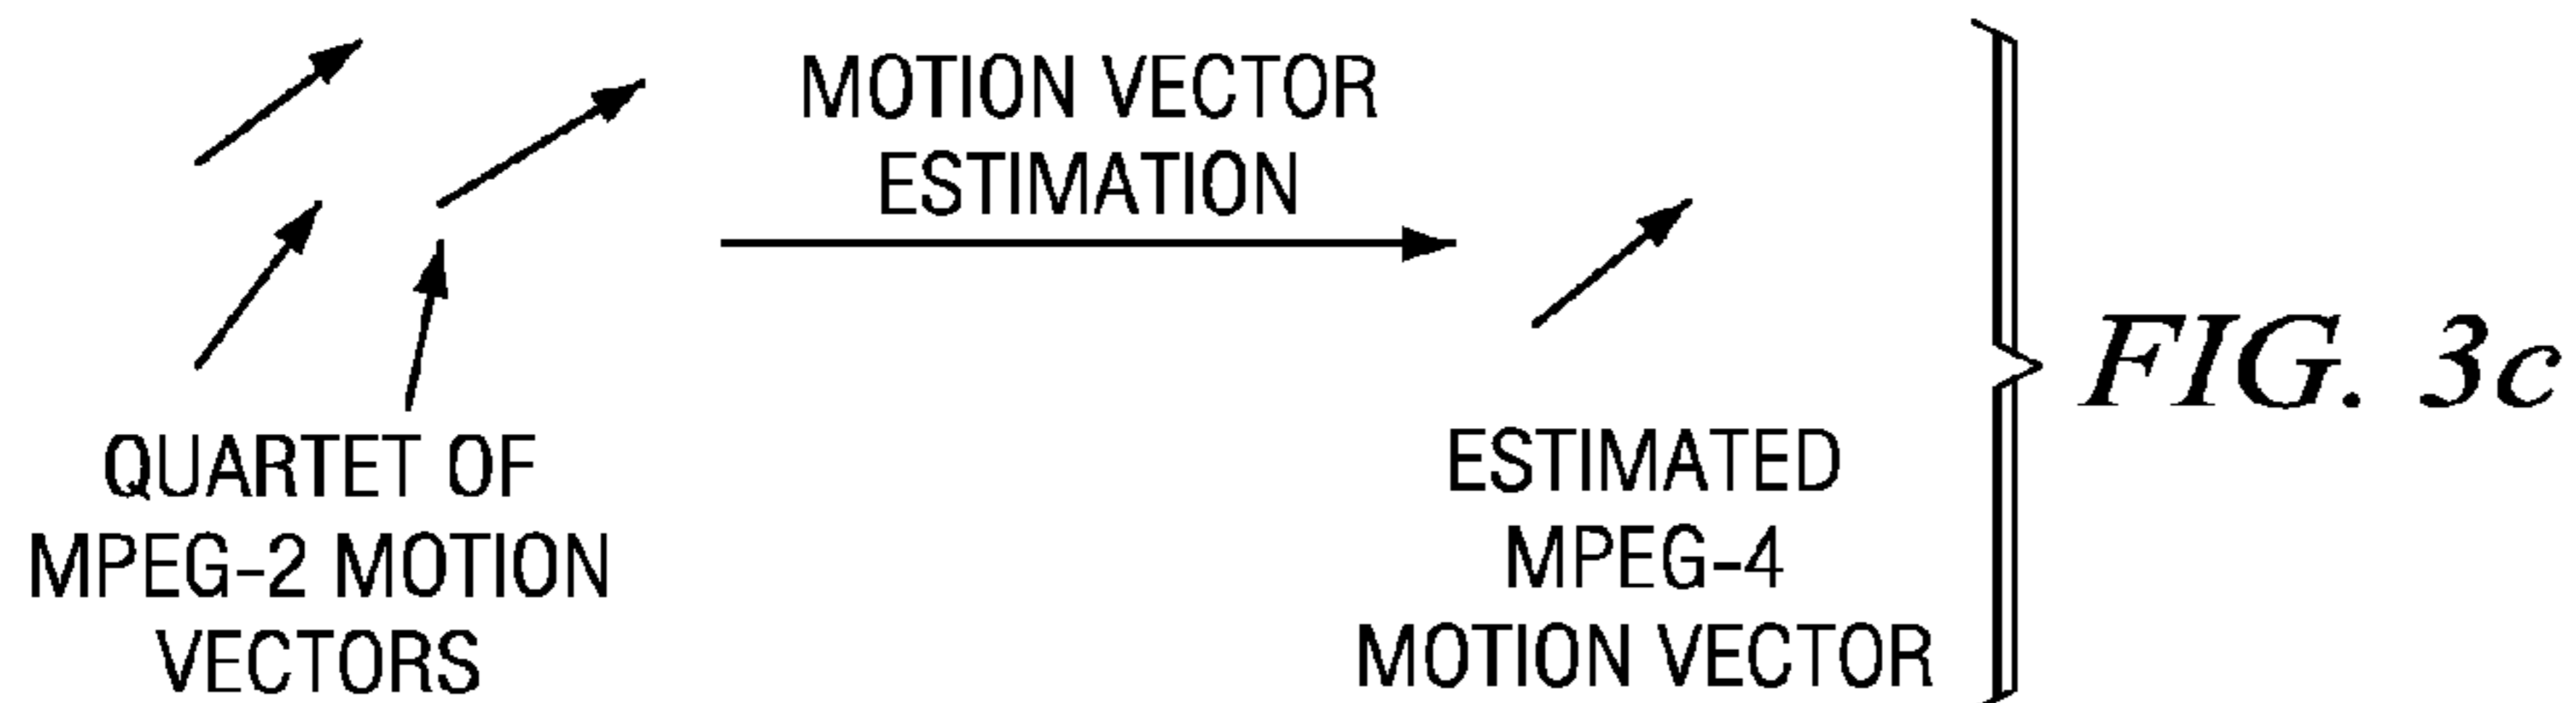 MOTION VECTOR
ESTIMATION
QUARTET OF
MPEG-2 MOTION
VECTORS
ESTIMATED
MPEG-4
MOTION VECTOR
FIG. 3c